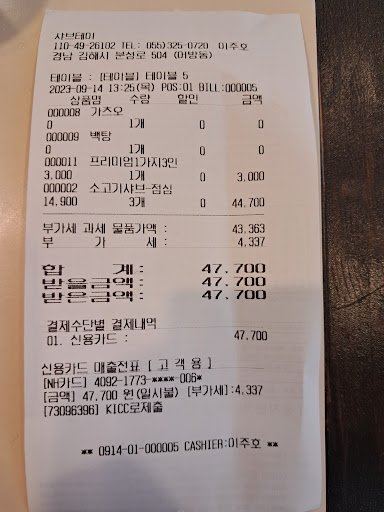 샤브테이
110-49-26102 TEL: (055)325-0720 이주호
경남 김해시 분성로 504 (어방동)
테이블 : [테이블] 테이블 5
2023-09-14 13:25(목) POS:01 BILL:000005
상품명 수량 할인 금액
000008 가츠오
0 1개 0 0
000009 백탕
0 1개 0 0
000011 프리미엄1가지3인
3,000 1개 0 3,000
000002 소고기샤브-점심
14,900 3개 0 44,700
부가세 과세 물품가액 : 43,363
부 가 세 : 4,337
합 계 : 47,700
받을금액 : 47,700
받은금액 : 47,700
결제수단별 결제내역
01. 신용카드 : 47,700
신용카드 매출전표 [ 고 객 용 ]
[NH카드] 4092-1773-****-006*
[금액] 47,700 원(일시불) [부가세]:4,337
[73096396] KICC로제출
** 0914-01-000005 CASHIER:이주호 **